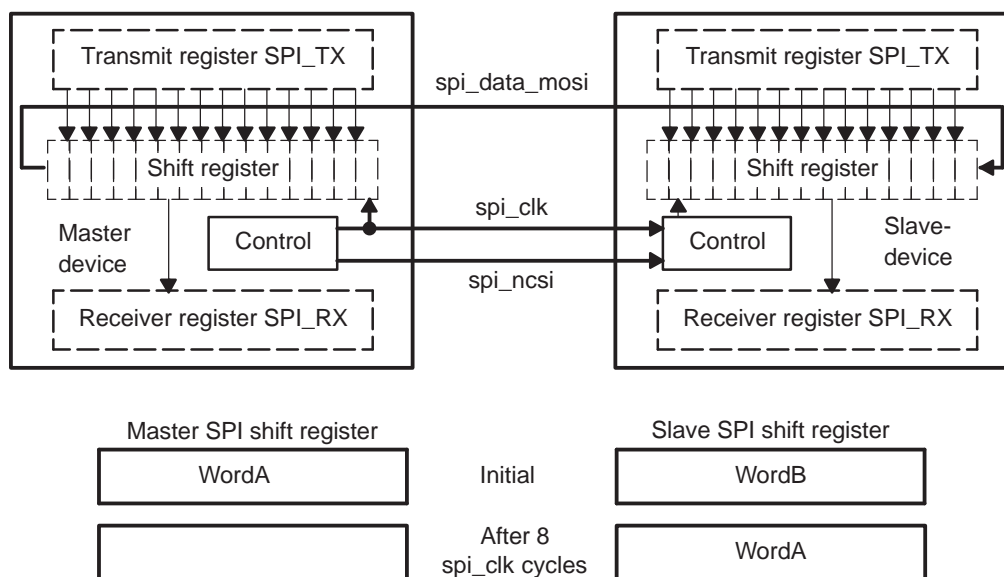 Transmit register SPI_TX
Transmit register SPI_TX
spi_data_mosi
Shift register
Shift register
spi_clk
Master
device
Control
Control
Slave-
device
spi_ncsi
Receiver register SPI_RX
Receiver register SPI_RX
Master SPI shift register
Slave SPI shift register
WordA
Initial
WordB
After 8
spi_clk cycles
WordA